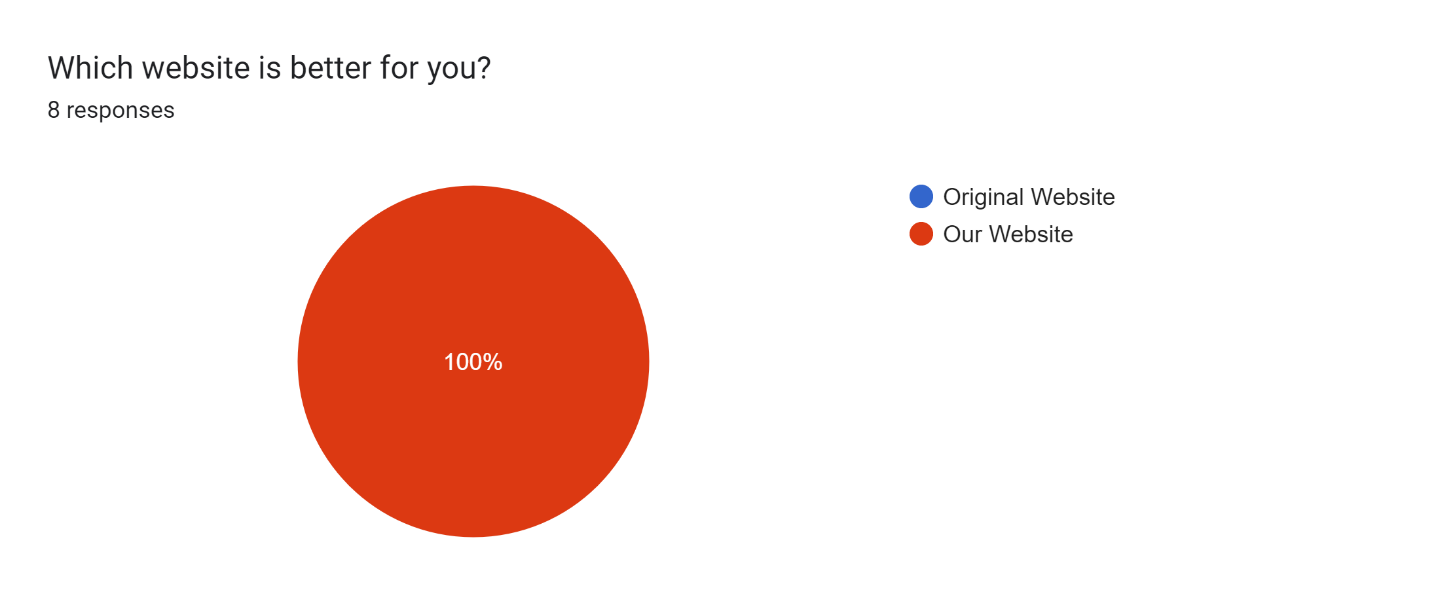 Which website is better for you?
8 responses
Original Website
Our Website
100%